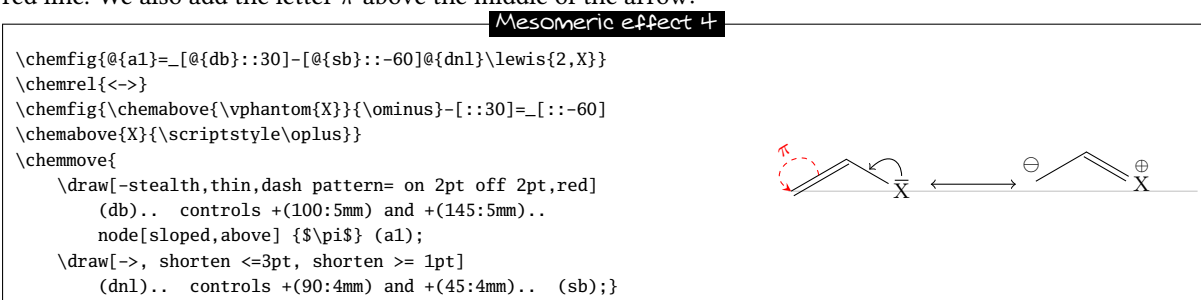 red line. We also add the letter π above the middle of the arrow:
Mesomeric effect 4
\chemfig{@{a1}=_[@{db}::30]-[@{sb}::-60]@{dnl}\lewis{2,X}}
\chemrel{<->}
\chemfig{\chemabove{\vphantom{X}}{\ominus}-[::30]=_[::-60]
\chemabove{X}{\scriptstyle\oplus}}
\chemmove{
\draw[-stealth,thin,dash pattern= on 2pt off 2pt,red]
(db).. controls +(100:5mm) and +(145:5mm)..
node[sloped,above] {$\pi$} (a1);
\draw[->, shorten <=3pt, shorten >= 1pt]
(dnl).. controls +(90:4mm) and +(45:4mm).. (sb);}
π
X
⊖
⊕
X